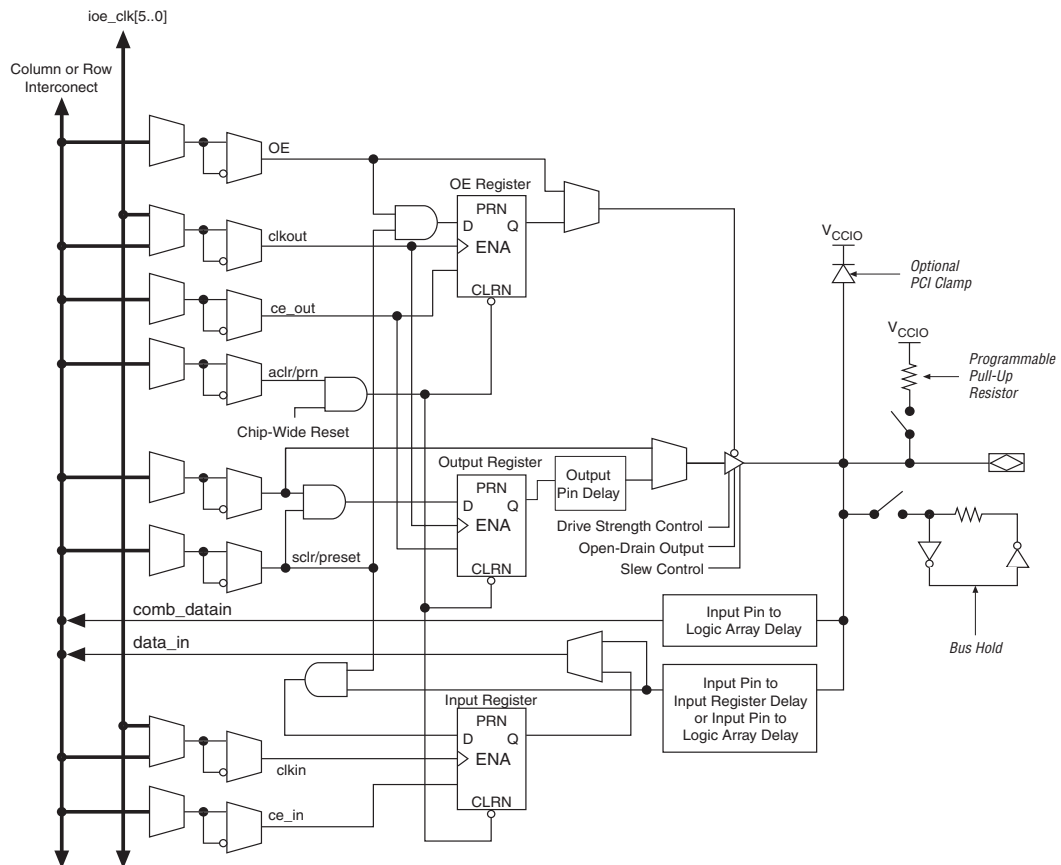 ioe_clk[5..0]
Column or Row
Interconect
OE
OE Register
PRN
D
Q
clkout
ENA
VCCIO
Optional
PCI Clamp
ce_out
CLRN
VCCIO
Programmable
Pull-Up
Resistor
aclr/prn
Chip-Wide Reset
Output Register
PRN
D
Q
Output
Pin Delay
ENA
Drive Strength Control
Open-Drain Output
Slew Control
sclr/preset
CLRN
comb_datain
Input Pin to
Logic Array Delay
Bus Hold
data_in
Input Pin to
Input Register Delay
or Input Pin to
Logic Array Delay
Input Register
PRN
D
Q
ENA
clkin
CLRN
ce_in